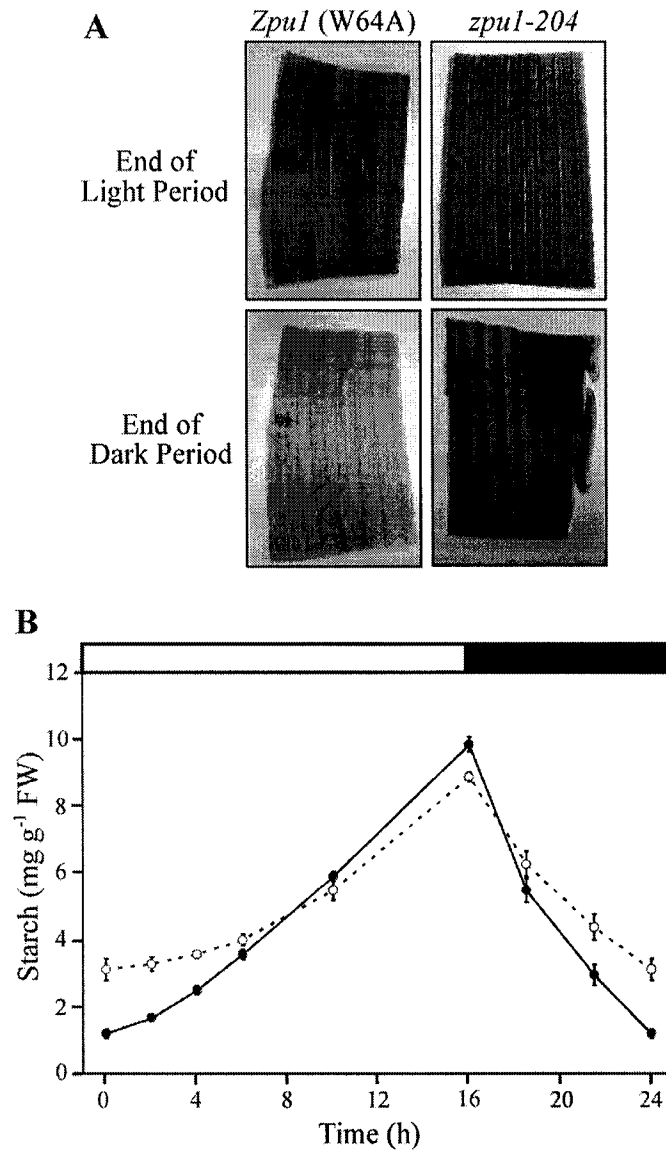 A
Zpu1 (W64A)
zpu1-204
End of
Light Period
End of
Dark Period
B
12
10
8
6
4
2
0
Starch (mg g-1 FW)
0 4 8 12 16 20 24
Time (h)